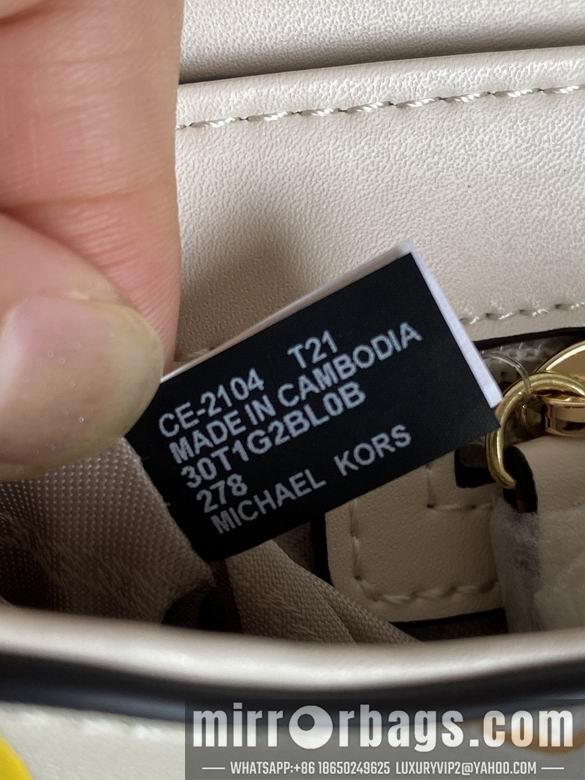 CE-2104 T21
MADE IN CAMBODIA
30T1G2BL0B
278
MICHAEL KORS
mirrorbags.com
WHATSAPP:+86 18650249625 LUXURYVIP2@YAHOO.COM